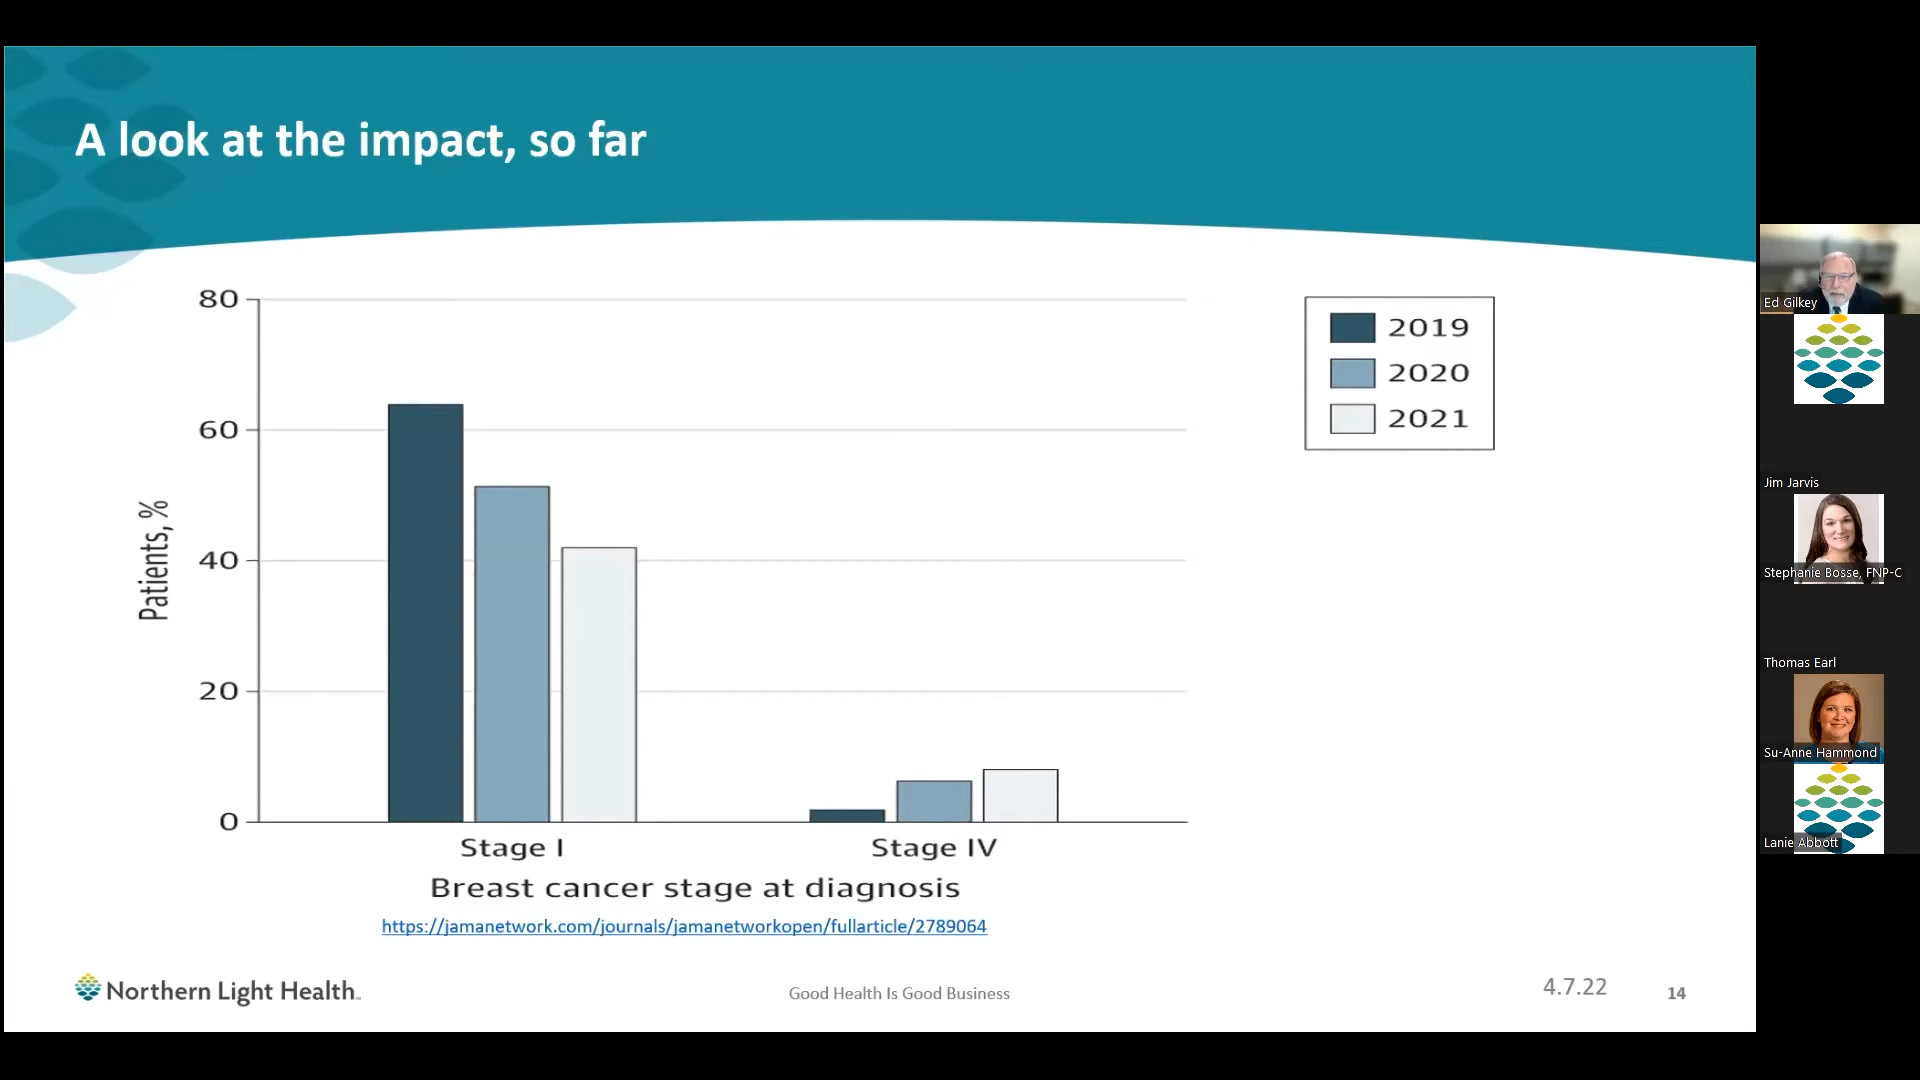 A look at the impact, so far
80
60
40
20
0
Patients, %
2019
2020
2021
Stage I
Stage IV
Breast cancer stage at diagnosis
https://jamanetwork.com/journals/jamanetworkopen/fullarticle/2789064
Northern Light Health
Good Health Is Good Business
4.7.22
14
Ed Gilkey
Jim Jarvis
Stephanie Bosse, FNP-C
Thomas Earl
Su-Anne Hammond
Lanie Abbott